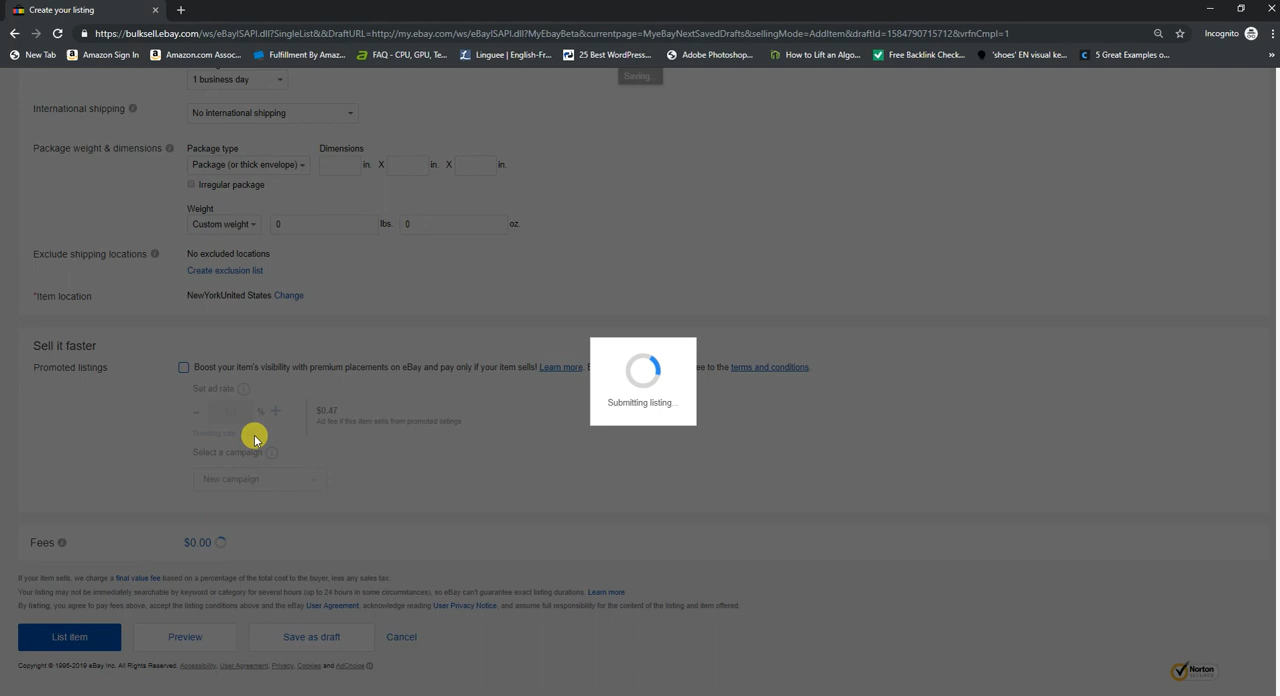 Create your listing
https://bulksell.ebay.com/ws/eBayISAPI.dll?SingleList&&DraftURL=http://my.ebay.com/ws/eBayISAPI.dll?MyEbayBeta&currentpage=MyeBayNextSavedDrafts&sellingMode=AddItem&draftId=1584790715712&vrfnCmpl=1
Incognito
New Tab Amazon Sign In Amazon.com Assoc... Fulfillment By Amaz... FAQ - CPU, GPU, Te... Linguee | English-Fr... 25 Best WordPress... Adobe Photoshop... How to Lift an Algo... Free Backlink Check... 'shoes' EN visual ke... 5 Great Examples o...
Saving...
1 business day
International shipping No international shipping
Package weight & dimensions Package type Dimensions
Package (or thick envelope) in. X in. X in.
Irregular package
Weight
Custom weight 0 lbs. 0 oz.
Exclude shipping locations No excluded locations
Create exclusion list
*Item location NewYorkUnited States Change
Sell it faster
Promoted listings Boost your item's visibility with premium placements on eBay and pay only if your item sells! Learn more. to the terms and conditions.
Set ad rate
% $0.47
Ad fee if this item sells from promoted listings
Trending rate
Select a campaign
New campaign
Submitting listing...
Fees $0.00
If your item sells, we charge a final value fee based on a percentage of the total cost to the buyer, less any sales tax.
Your listing may not be immediately searchable by keyword or category for several hours (up to 24 hours in some circumstances), so eBay can't guarantee exact listing durations. Learn more
By listing, you agree to pay fees above, accept the listing conditions above and the eBay User Agreement, acknowledge reading User Privacy Notice, and assume full responsibility for the content of the listing and item offered.
List item Preview Save as draft Cancel
Copyright © 1995-2019 eBay Inc. All Rights Reserved. Accessibility, User Agreement, Privacy, Cookies and AdChoice
Norton
SECURED